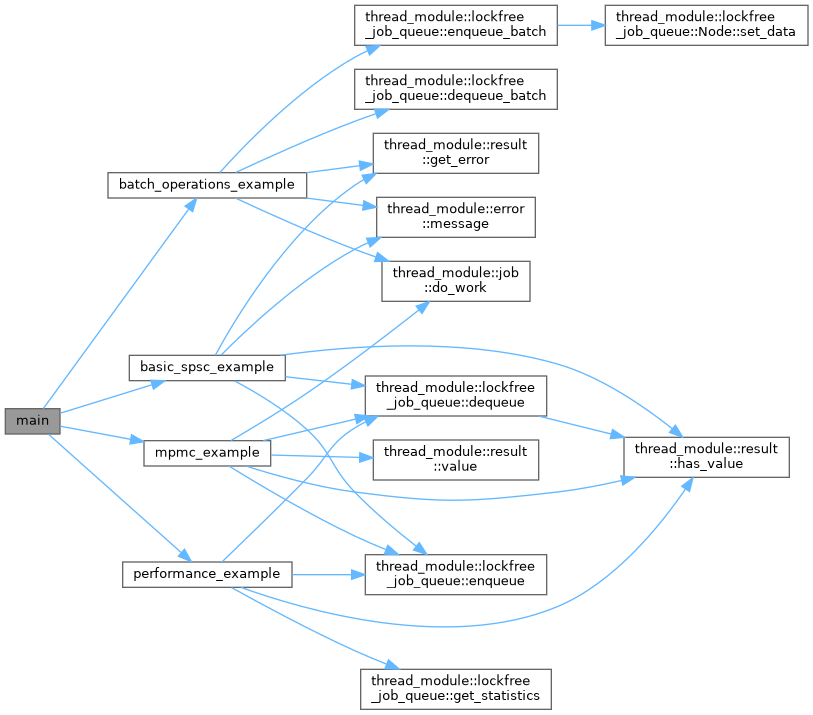 thread_module::lockfree
_job_queue::enqueue_batch
thread_module::lockfree
_job_queue::Node::set_data
thread_module::lockfree
_job_queue::dequeue_batch
thread_module::result
::get_error
batch_operations_example
thread_module::error
::message
thread_module::job
::do_work
basic_spsc_example
thread_module::lockfree
_job_queue::dequeue
main
mpmc_example
thread_module::result
::value
thread_module::result
::has_value
performance_example
thread_module::lockfree
_job_queue::enqueue
thread_module::lockfree
_job_queue::get_statistics